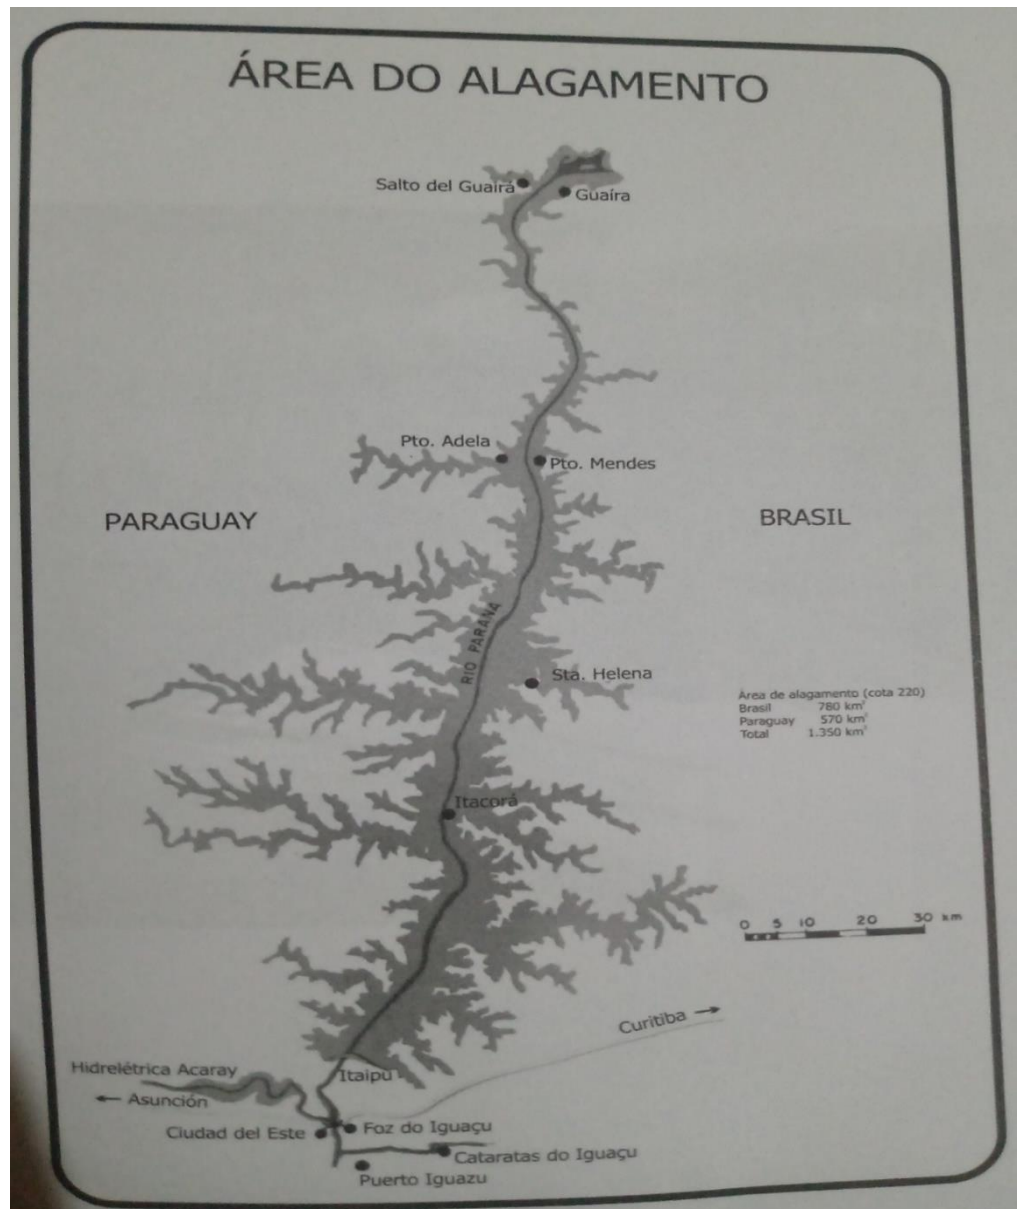 ÁREA DO ALAGAMENTO
Salto del Guairá
Guaíra
Pto. Adela
Pto. Mendes
PARAGUAY
BRASIL
RIO PARANÁ
Sta. Helena
Área de alagamento (cota 220)
Brasil 780 km²
Paraguay 570 km²
Total 1.350 km²
Itacorá
0 5 10 20 30 km
Curitiba
Hidrelétrica Acaray
Itaipú
Asunción
Foz do Iguaçu
Ciudad del Este
Cataratas do Iguaçu
Puerto Iguazu